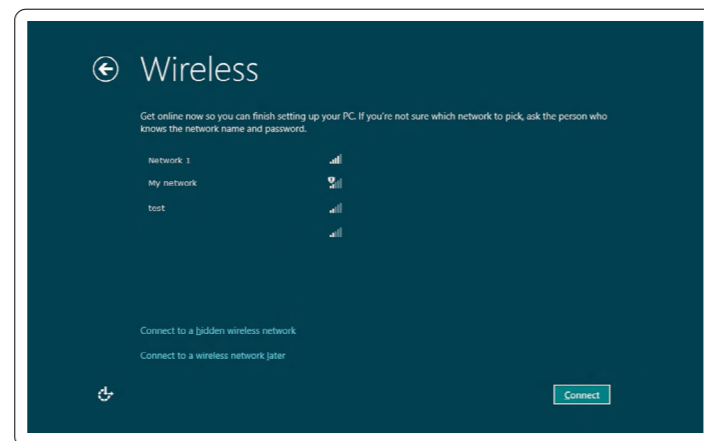 Wireless
Get online now so you can finish setting up your PC. If you're not sure which network to pick, ask the person who
knows the network name and password.
Network 1
My network
test
Connect to a hidden wireless network
Connect to a wireless network later
Connect